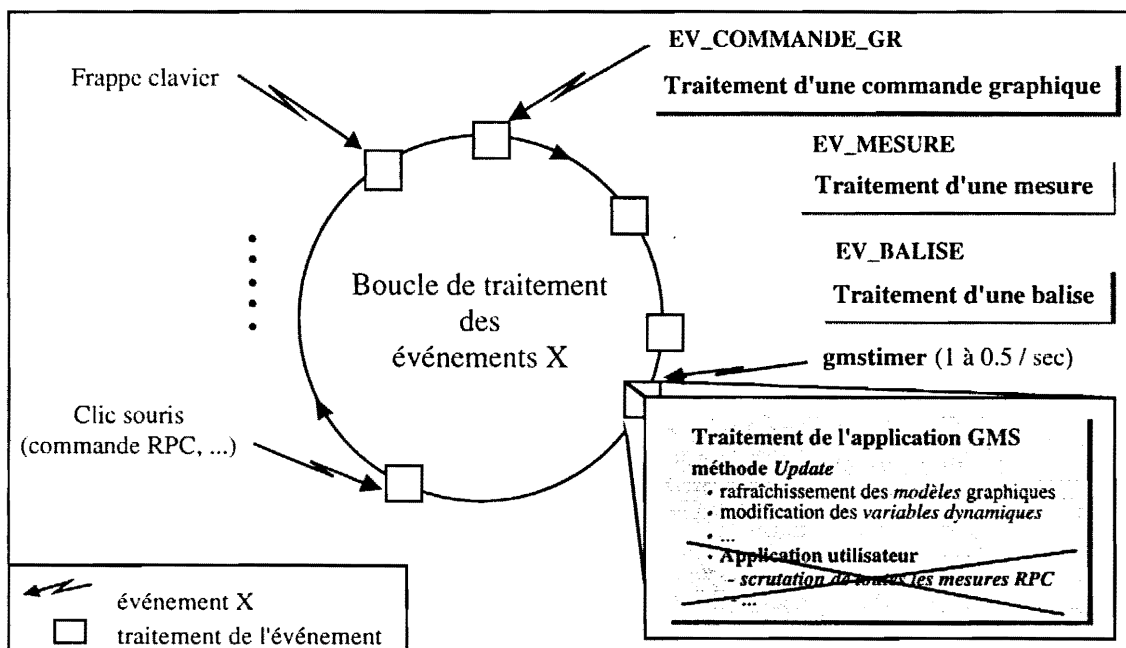 EV_COMMANDE_GR
Frappe clavier
Traitement d'une commande graphique
EV_MESURE
Traitement d'une mesure
EV_BALISE
Traitement d'une balise
Boucle de traitement
des
événements X
gmstimer (1 à 0.5 / sec)
Clic souris
(commande RPC, ...)
Traitement de l'application GMS
méthode Update
• rafraîchissement des modèles graphiques
• modification des variables dynamiques
• ...
• Application utilisateur
- scrutation de toutes les mesures RPC
- ...
événement X
traitement de l'événement